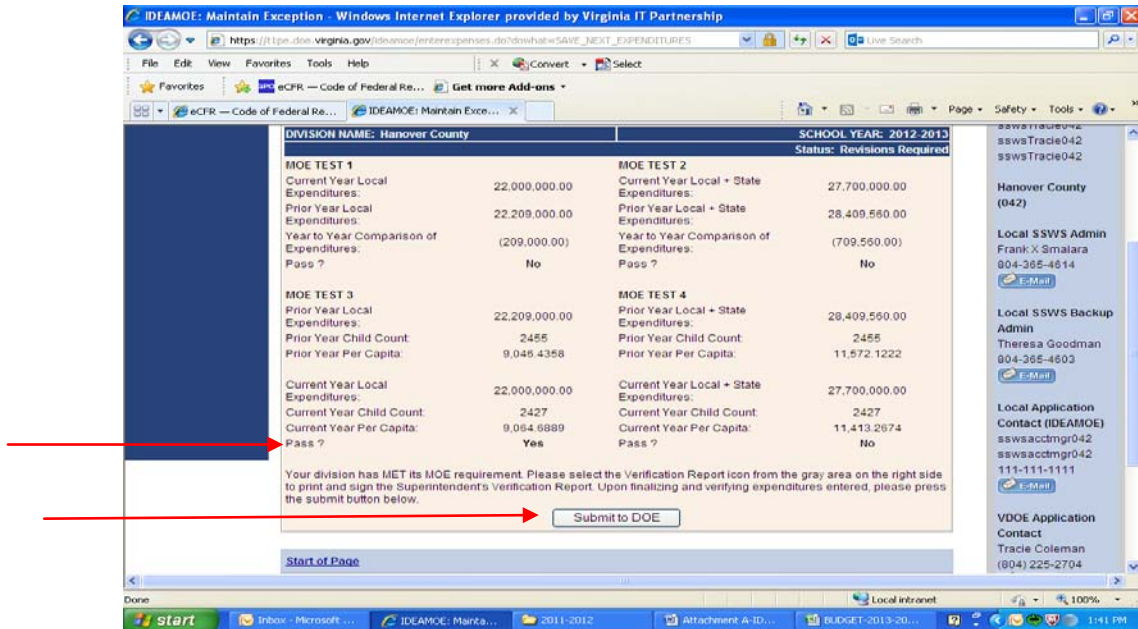 IDEAMOE: Maintain Exception - Windows Internet Explorer provided by Virginia IT Partnership
https://t1pe.doe.virginia.gov/ideamoe/enterexpenses.do?dowhat=SAVE_NEXT_EXPENDITURES
Live Search
File Edit View Favorites Tools Help
Convert Select
Favorites eCFR — Code of Federal Re... Get more Add-ons
eCFR — Code of Federal Re... IDEAMOE: Maintain Exce... Page Safety Tools
DIVISION NAME: Hanover County SCHOOL YEAR: 2012-2013
Status: Revisions Required
MOE TEST 1 MOE TEST 2
Current Year Local Expenditures: 22,000,000.00 Current Year Local + State Expenditures: 27,700,000.00
Prior Year Local Expenditures: 22,209,000.00 Prior Year Local + State Expenditures: 28,409,560.00
Year to Year Comparison of Expenditures: (209,000.00) Year to Year Comparison of Expenditures: (709,560.00)
Pass ? No Pass ? No
MOE TEST 3 MOE TEST 4
Prior Year Local Expenditures: 22,209,000.00 Prior Year Local + State Expenditures: 28,409,560.00
Prior Year Child Count: 2455 Prior Year Child Count: 2455
Prior Year Per Capita: 9,046.4358 Prior Year Per Capita: 11,572.1222
Current Year Local Expenditures: 22,000,000.00 Current Year Local + State Expenditures: 27,700,000.00
Current Year Child Count: 2427 Current Year Child Count: 2427
Current Year Per Capita: 9,064.6889 Current Year Per Capita: 11,413.2674
Pass ? Yes Pass ? No
Your division has MET its MOE requirement. Please select the Verification Report icon from the gray area on the right side
to print and sign the Superintendent's Verification Report. Upon finalizing and verifying expenditures entered, please press
the submit button below.
Submit to DOE
Start of Page
sswsTracie042
sswsTracie042
sswsTracie042
Hanover County
(042)
Local SSWS Admin
Frank X Smalara
804-365-4614
E-Mail
Local SSWS Backup
Admin
Theresa Goodman
804-365-4603
E-Mail
Local Application
Contact (IDEAMOE)
sswsacctmgr042
sswsacctmgr042
111-111-1111
E-Mail
VDOE Application
Contact
Tracie Coleman
(804) 225-2704
Done Local intranet 100%
start Inbox - Microsoft ... IDEAMOE: Mainta... 2011-2012 Attachment A-ID... BUDGET-2013-20... 1:41 PM